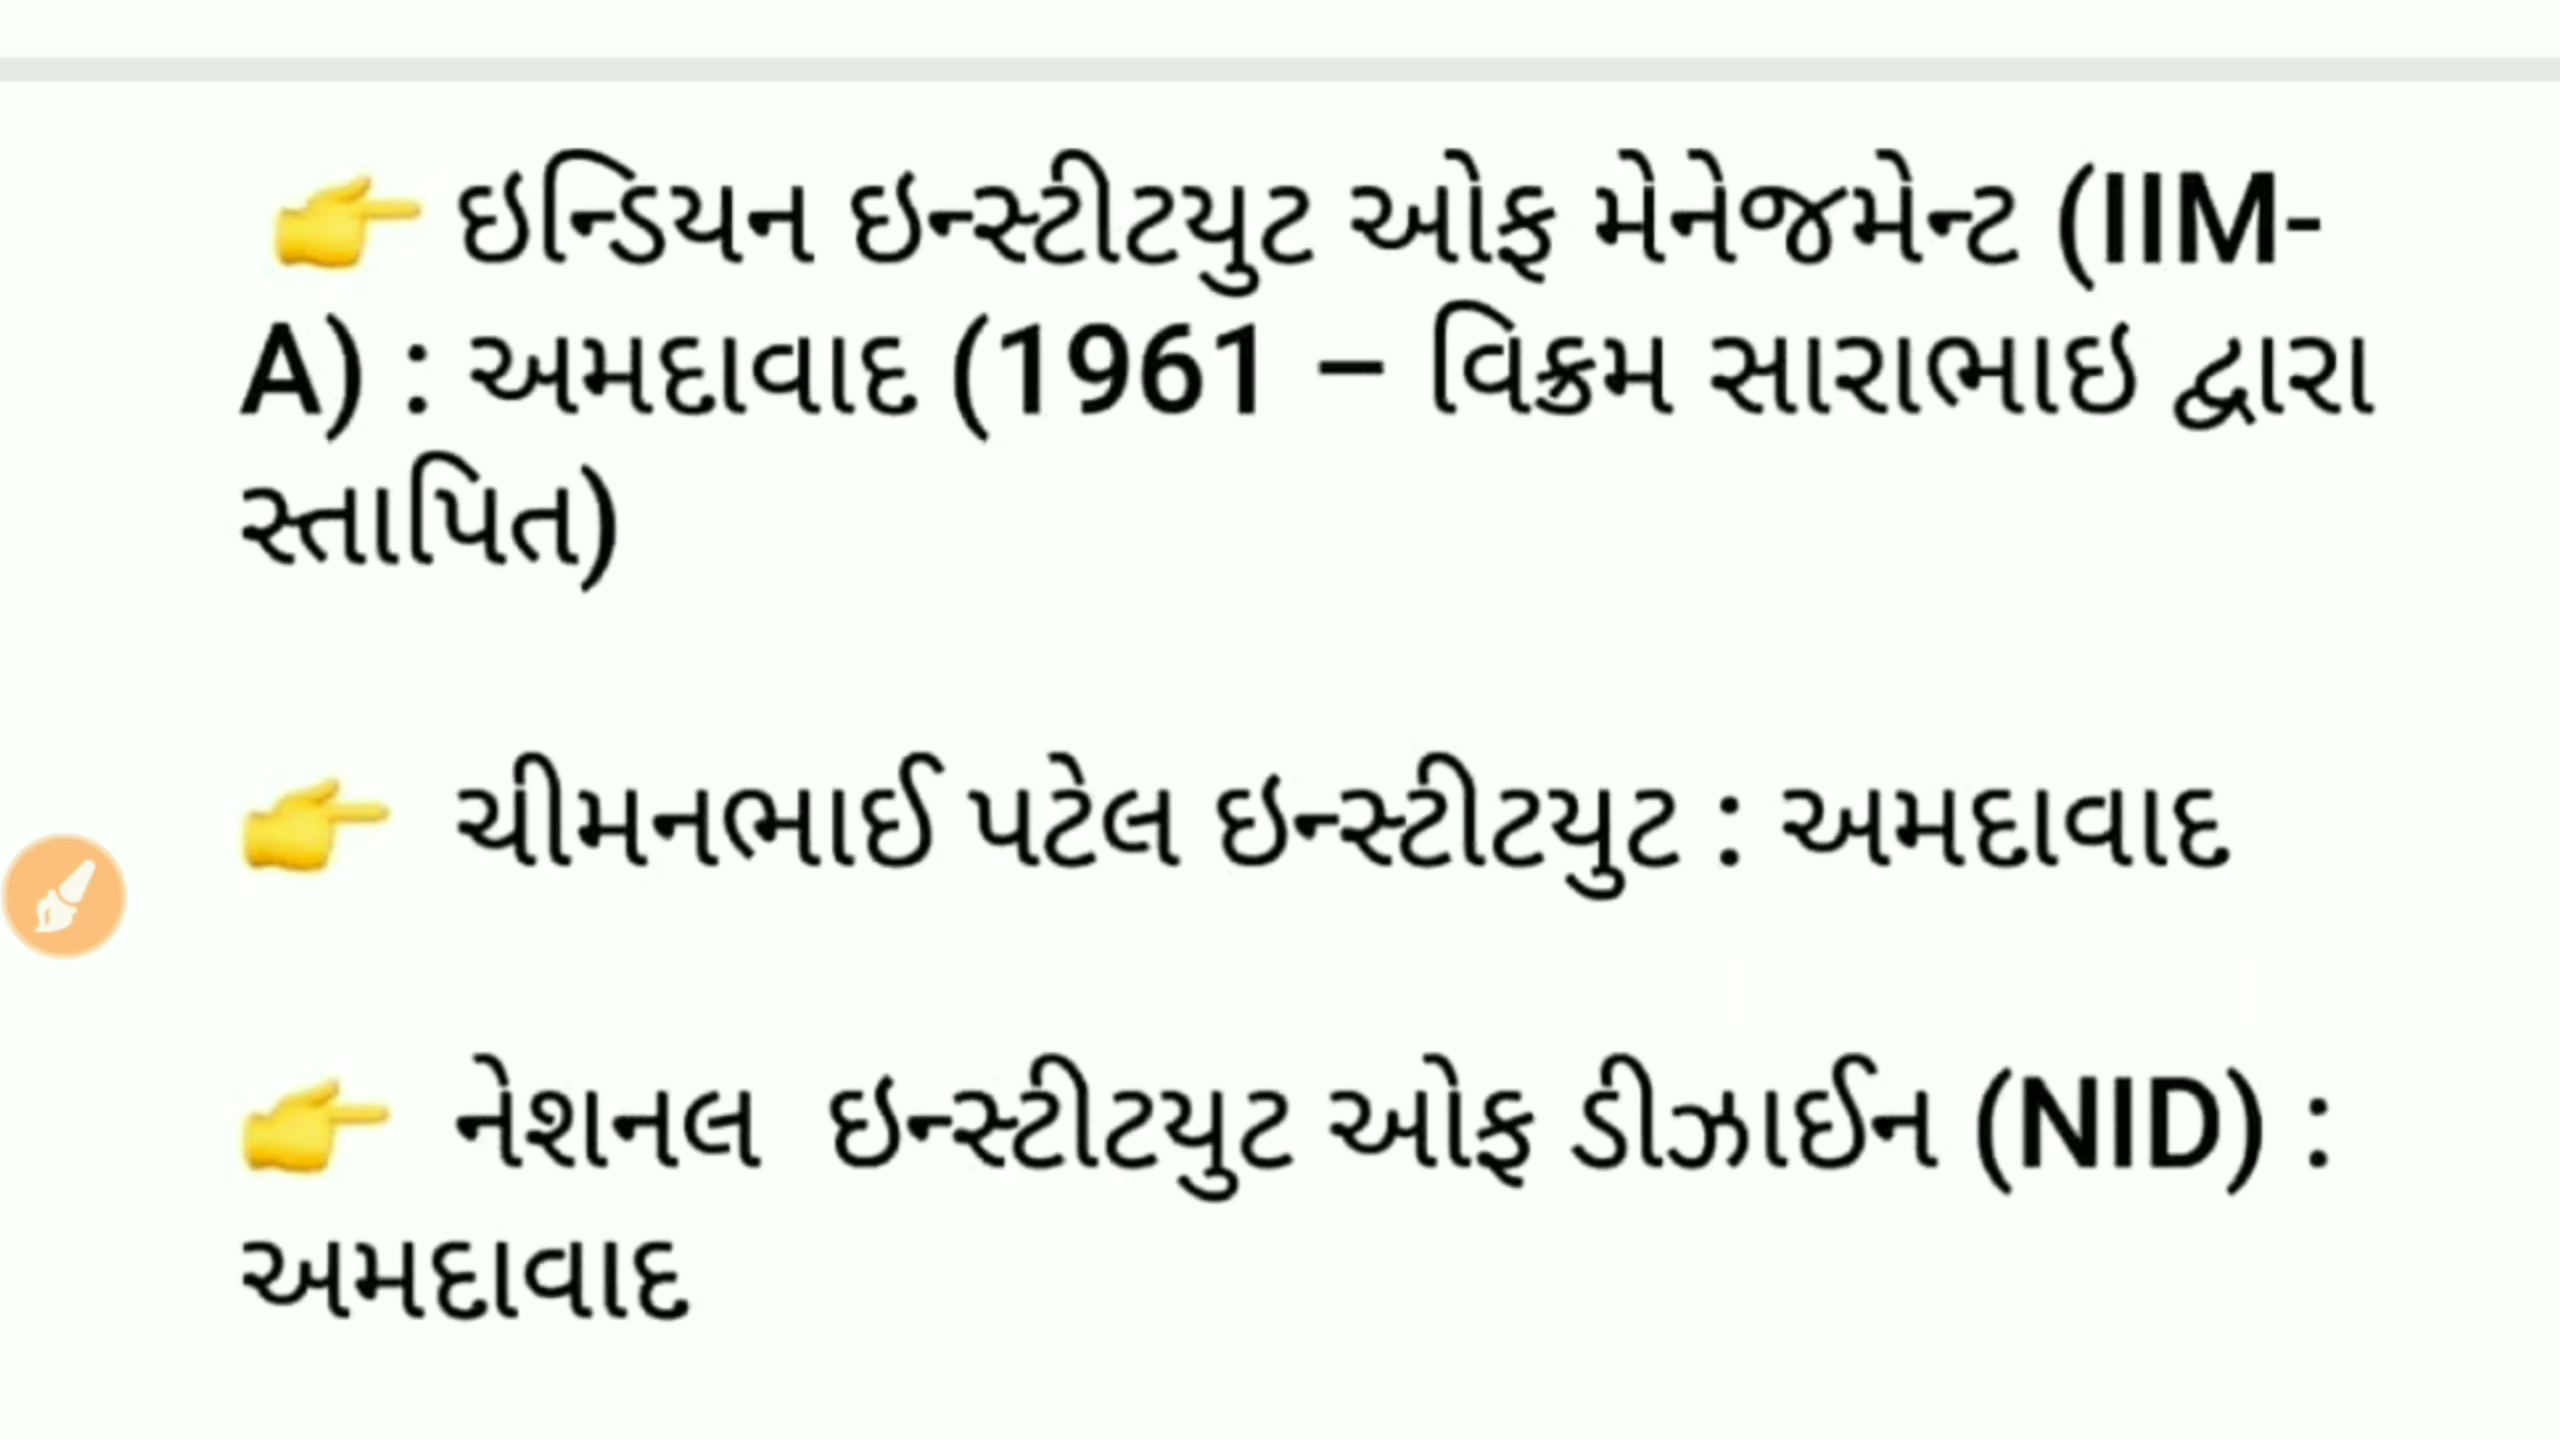 👉 ઇન્ડિયન ઇન્સ્ટીટયુટ ઓફ મેનેજમેન્ટ (IIM-
A) : અમદાવાદ (1961 – વિક્રમ સારાભાઇ દ્વારા
સ્તાપિત)
👉 ચીમનભાઈ પટેલ ઇન્સ્ટીટયુટ : અમદાવાદ
👉 નેશનલ ઇન્સ્ટીટયુટ ઓફ ડીઝાઈન (NID) :
અમદાવાદ